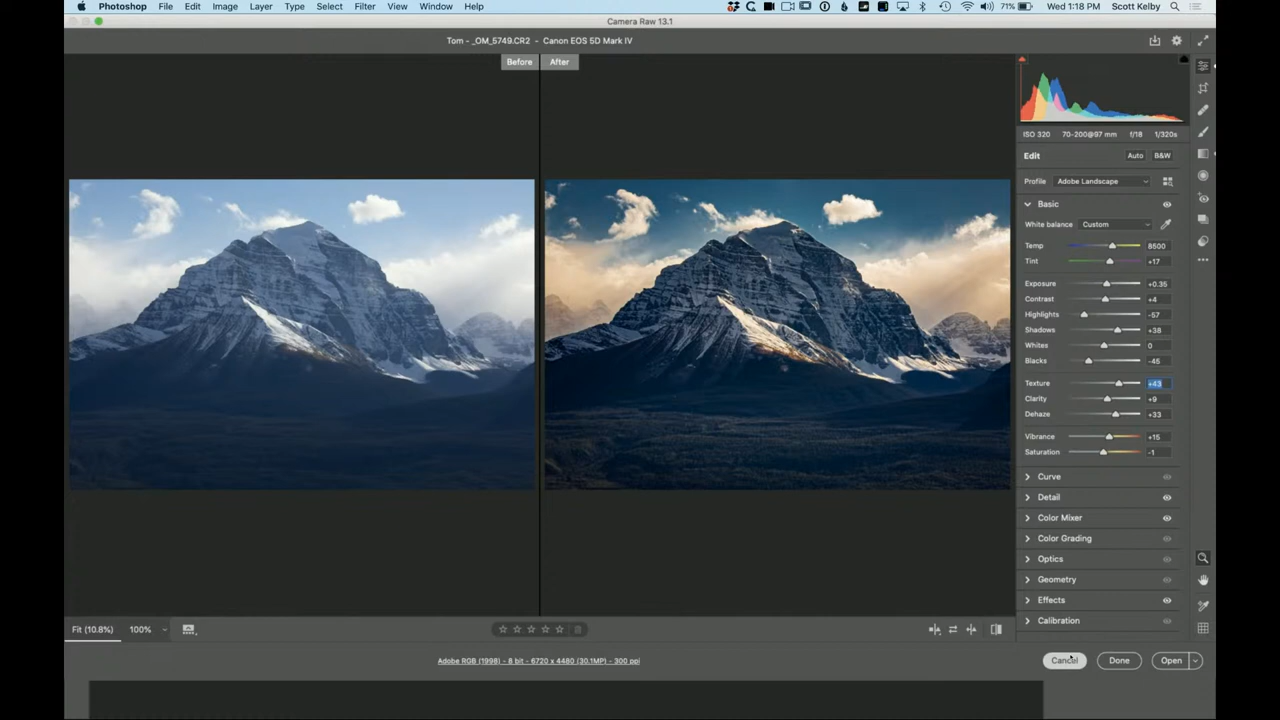 Photoshop File Edit Image Layer Type Select Filter View Window Help 71% Wed 1:18 PM Scott Kelby
Camera Raw 13.1
Tom - _OM_5749.CR2 - Canon EOS 5D Mark IV
Before After
ISO 320 70-200@97 mm f/18 1/320s
Edit Auto B&W
Profile Adobe Landscape
Basic
White balance Custom
Temp 8500
Tint +17
Exposure +0.35
Contrast +4
Highlights -57
Shadows +38
Whites 0
Blacks -45
Texture +43
Clarity +9
Dehaze +33
Vibrance +15
Saturation -1
Curve
Detail
Color Mixer
Color Grading
Optics
Geometry
Effects
Calibration
Fit (10.8%) 100%
Adobe RGB (1998) - 8 bit - 6720 x 4480 (30.1MP) - 300 ppi
Cancel Done Open